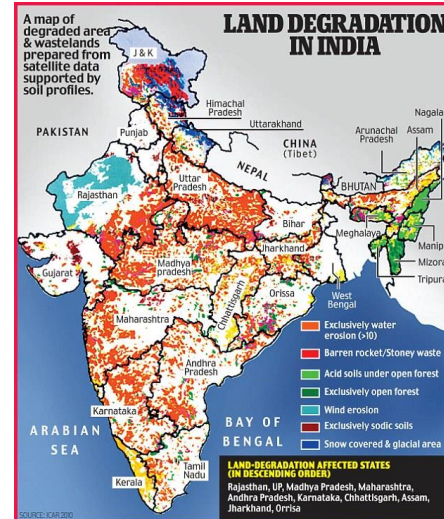 A map of
degraded area
& wastelands
prepared from
satellite data
supported by
soil profiles.
LAND DEGRADATION
IN INDIA
J & K
Himachal
Pradesh
Uttarakhand
PAKISTAN
Punjab
CHINA
(Tibet)
Arunachal
Pradesh
Nagala
Assam
NEPAL
BHUTAN
Rajasthan
Uttar
Pradesh
Bihar
Meghalaya
Manip
Mizora
Tripura
Gujarat
Madhya
pradesh
Jharkhand
Chhattisgarh
Orissa
West
Bengal
Maharashtra
Andhra
Pradesh
Karnataka
Kerala
Tamil
Nadu
ARABIAN
SEA
BAY OF
BENGAL
Exclusively water
erosion (>10)
Barren rocket/Stoney waste
Acid soils under open forest
Exclusively open forest
Wind erosion
Exclusively sodic soils
Snow covered & glacial area
LAND-DEGRADATION AFFECTED STATES
(IN DESCENDING ORDER)
Rajasthan, UP, Madhya Pradesh, Maharashtra,
Andhra Pradesh, Karnataka, Chhattisgarh, Assam,
Jharkhand, Orrisa
SOURCE: ICAR 2010